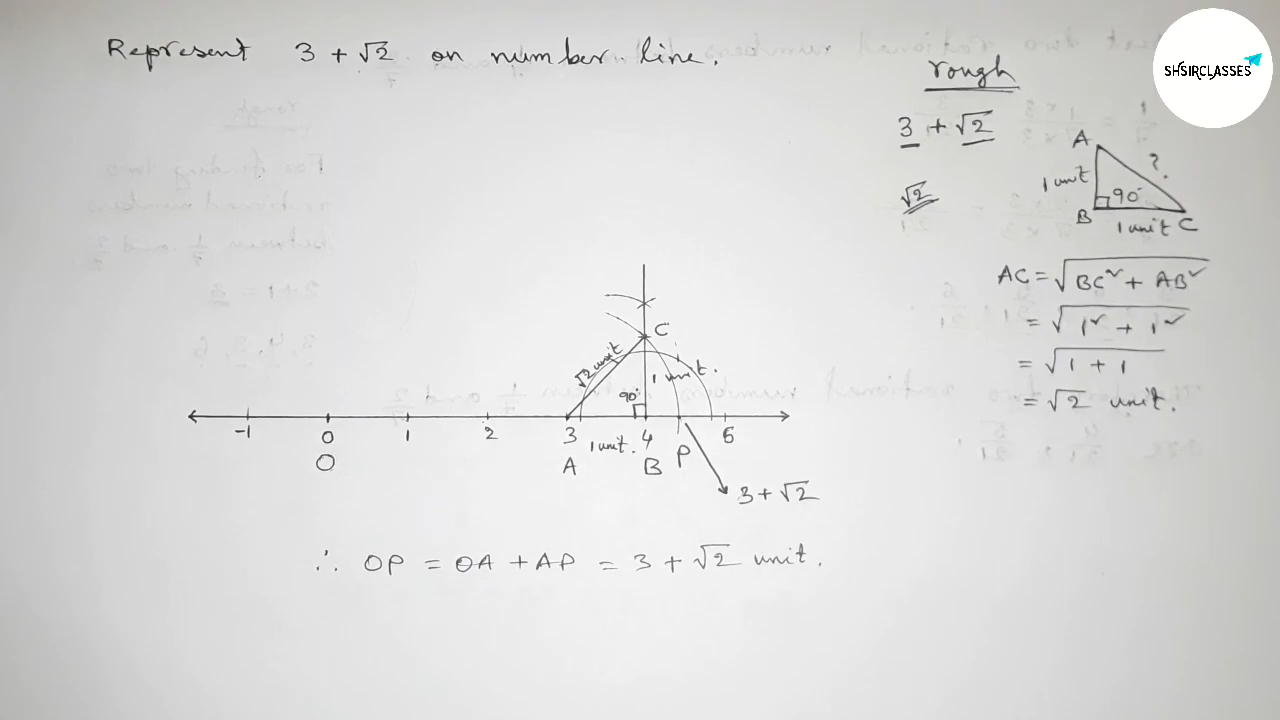 Represent 3 + √2 on number line.
SHSIRCLASSES
rough
3 + √2
√2
A
1 unit
?
B
90°
1 unit
C
AC = √BC² + AB²
= √1² + 1²
= √1 + 1
= √2 unit.
C
√2 unit
1 unit.
90°
-1 0 1 2 3 1 unit. 4 6
O A B P
3 + √2
∴ OP = OA + AP = 3 + √2 unit.